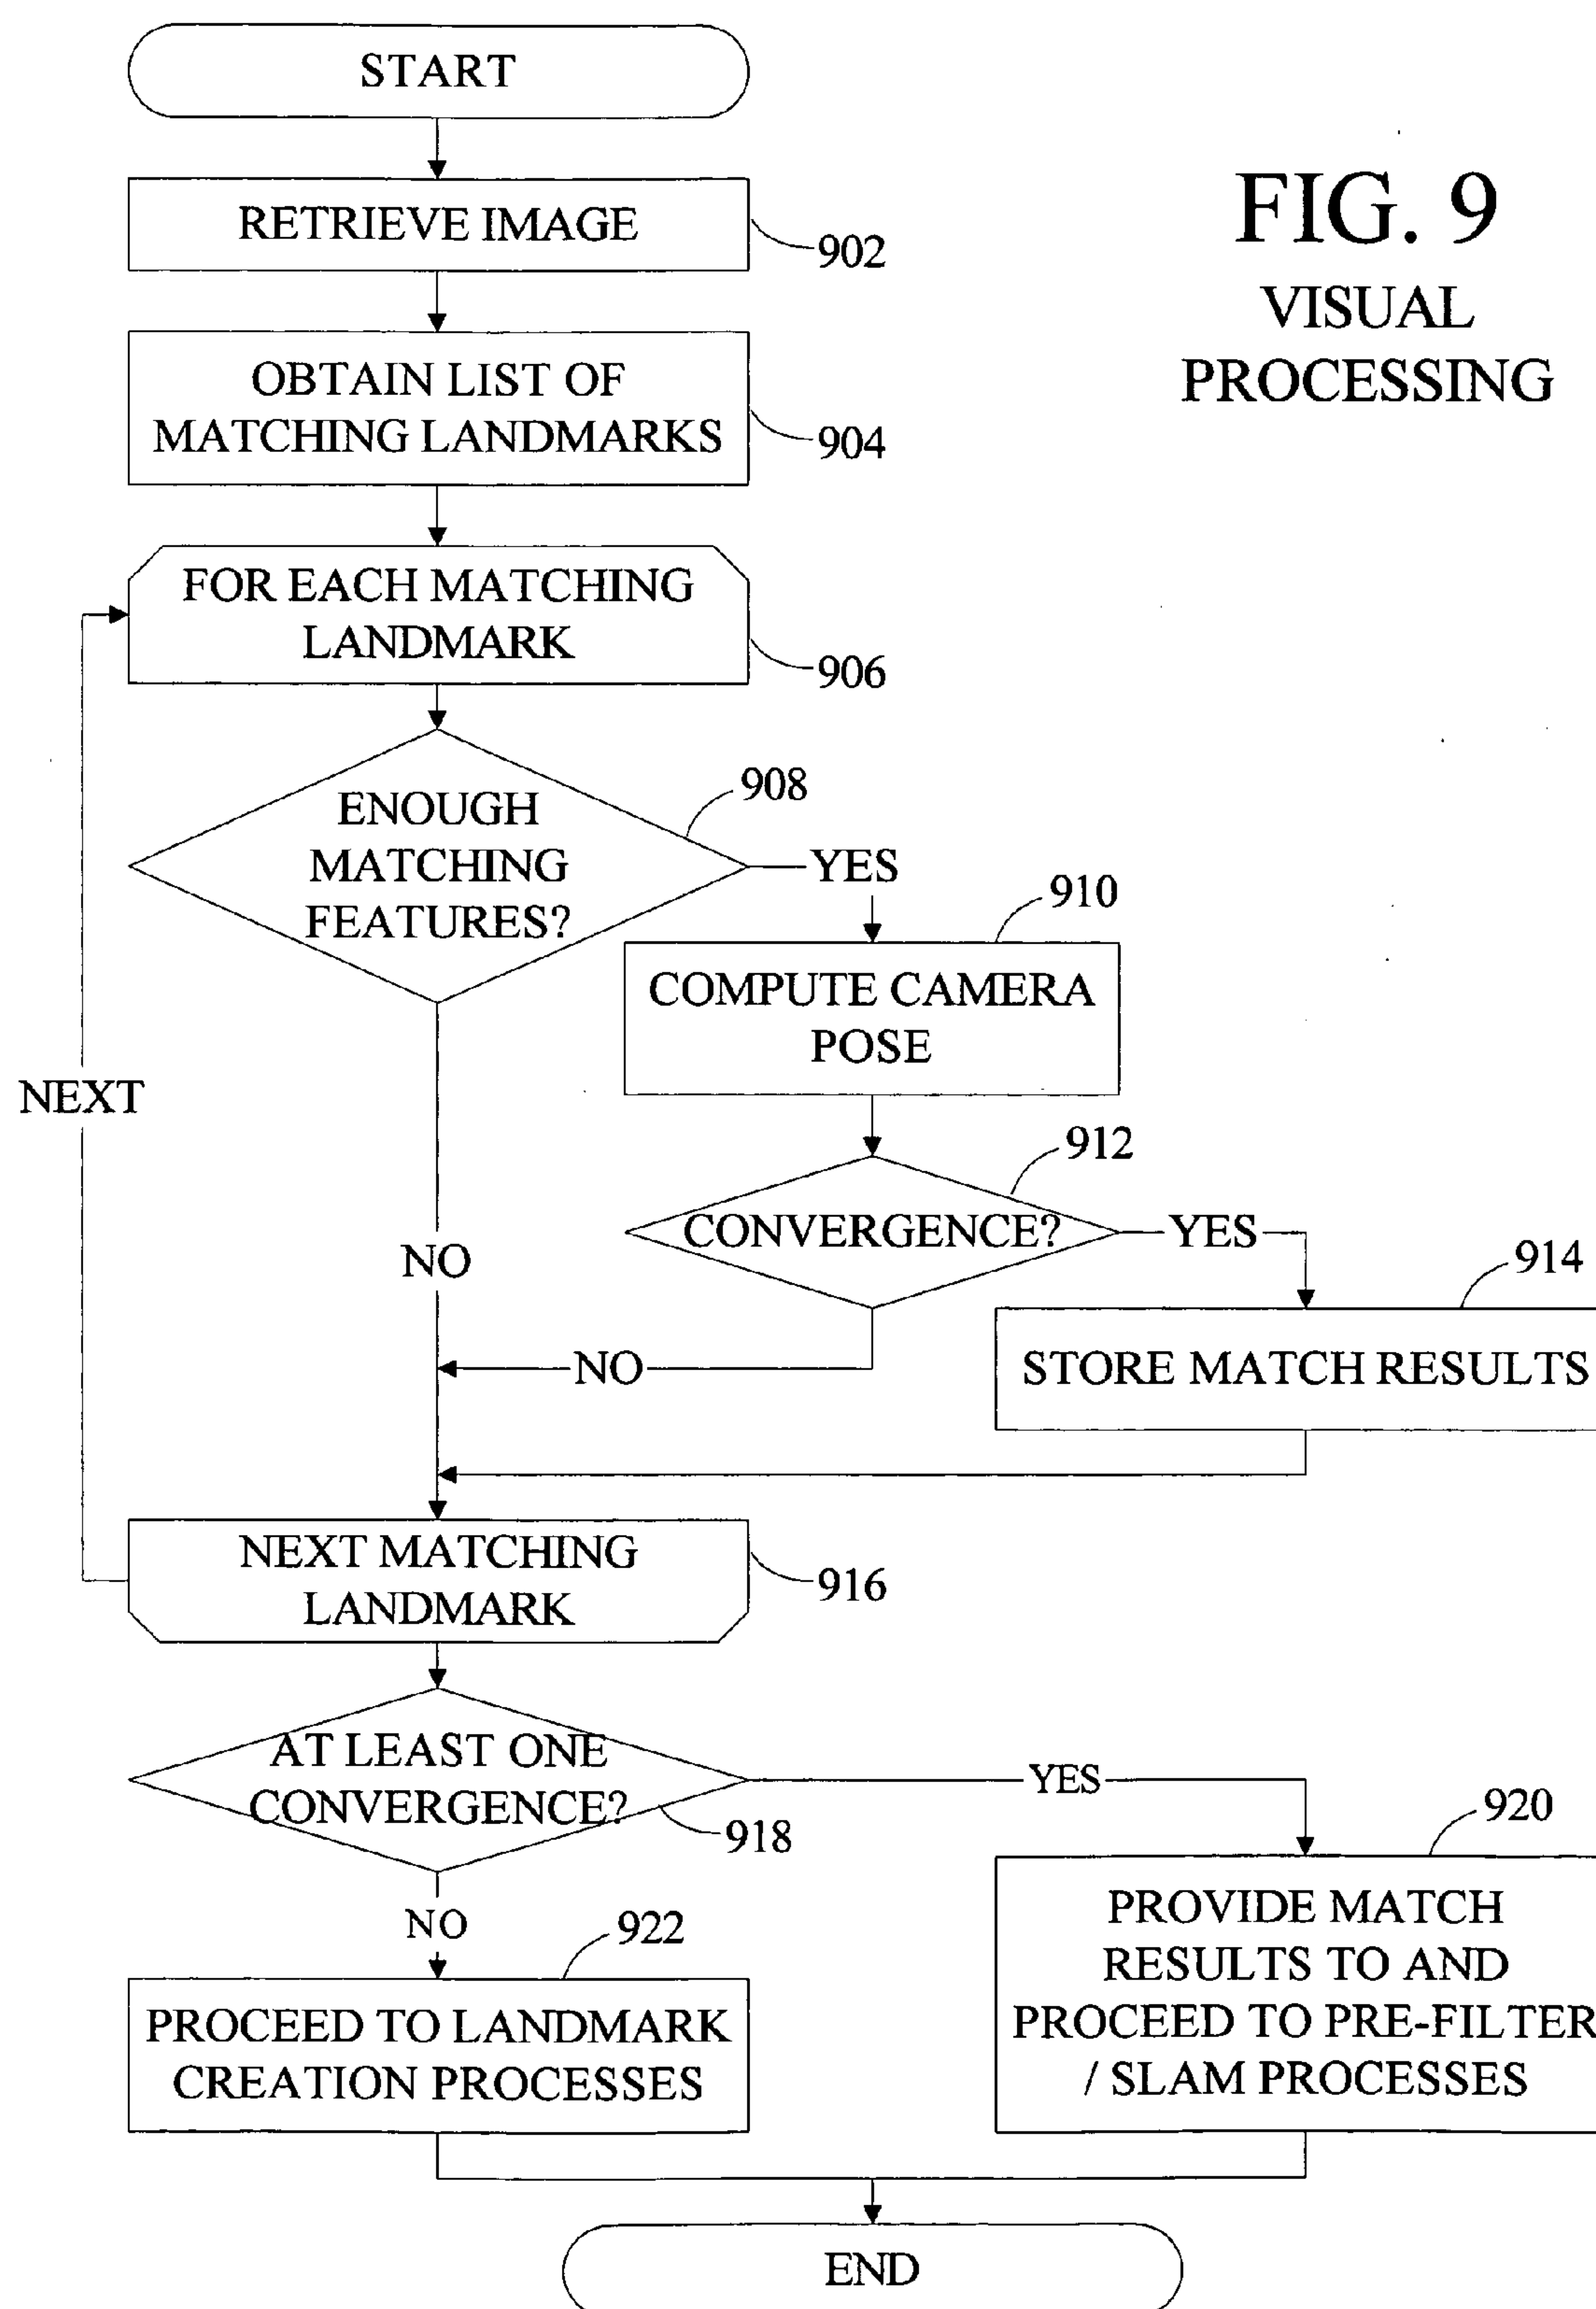 START
FIG. 9
VISUAL
PROCESSING
RETRIEVE IMAGE
902
OBTAIN LIST OF
MATCHING LANDMARKS
904
FOR EACH MATCHING
LANDMARK
906
ENOUGH
MATCHING
FEATURES?
908
YES
910
COMPUTE CAMERA
POSE
NEXT
912
CONVERGENCE?
YES
NO
914
NO
STORE MATCH RESULTS
NEXT MATCHING
LANDMARK
916
AT LEAST ONE
CONVERGENCE?
918
YES
920
NO
922
PROVIDE MATCH
RESULTS TO AND
PROCEED TO PRE-FILTER
/ SLAM PROCESSES
PROCEED TO LANDMARK
CREATION PROCESSES
END